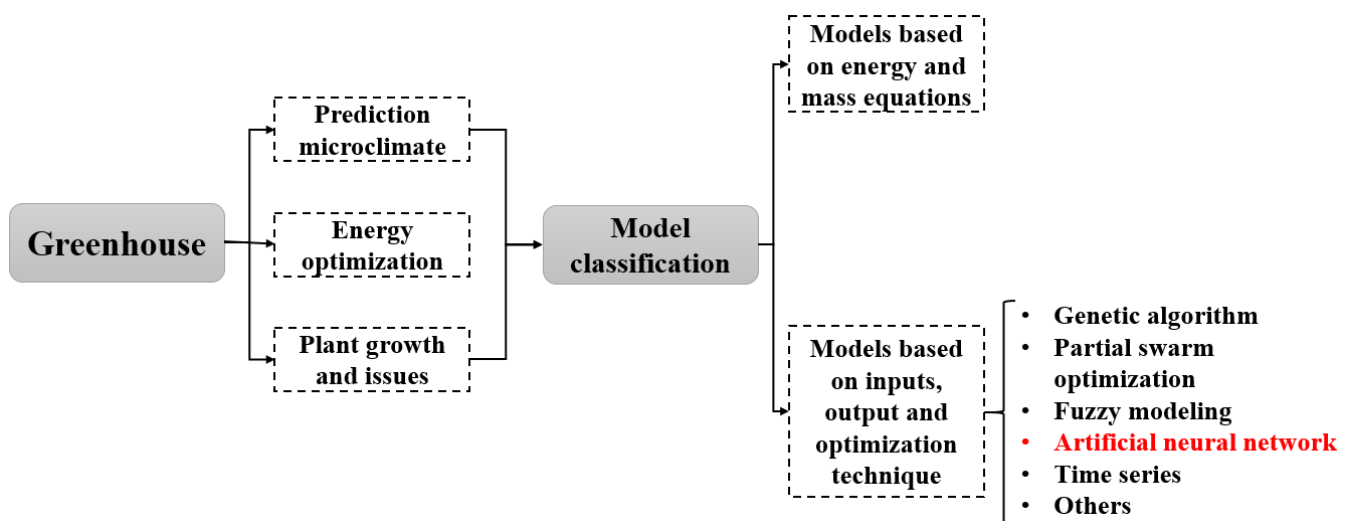 Greenhouse
Prediction
microclimate
Energy
optimization
Plant growth
and issues
Model
classification
Models based
on energy and
mass equations
Models based
on inputs,
output and
optimization
technique
• Genetic algorithm
• Partial swarm
optimization
• Fuzzy modeling
• Artificial neural network
• Time series
• Others